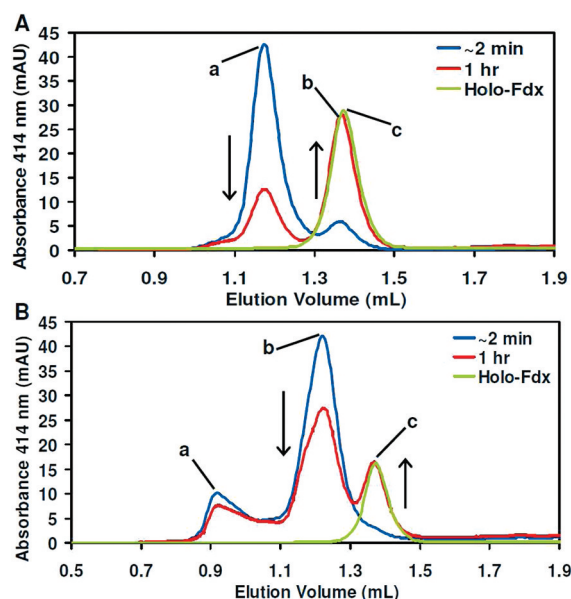 A
Absorbance 414 nm (mAU)
45
40
35
30
25
20
15
10
5
0
a
b
c
~2 min
1 hr
Holo-Fdx
0.7 0.9 1.1 1.3 1.5 1.7 1.9
Elution Volume (mL)
B
Absorbance 414 nm (mAU)
45
40
35
30
25
20
15
10
5
0
a
b
c
~2 min
1 hr
Holo-Fdx
0.5 0.7 0.9 1.1 1.3 1.5 1.7 1.9
Elution Volume (mL)